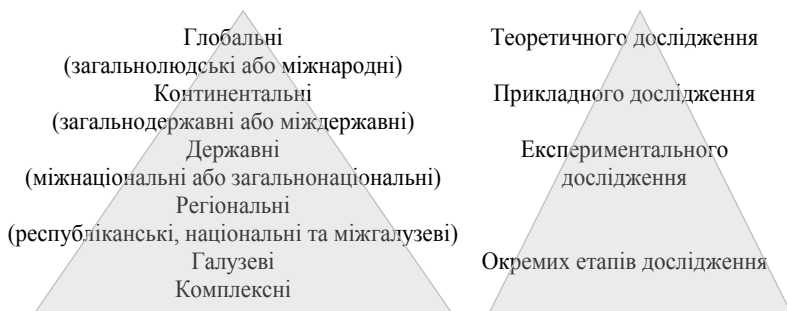 Глобальні
(загальнолюдські або міжнародні)
Континентальні
(загальнодержавні або міждержавні)
Державні
(міжнаціональні або загальнонаціональні)
Регіональні
(республіканські, національні та міжгалузеві)
Галузеві
Комплексні
Теоретичного дослідження
Прикладного дослідження
Експериментального
дослідження
Окремих етапів дослідження